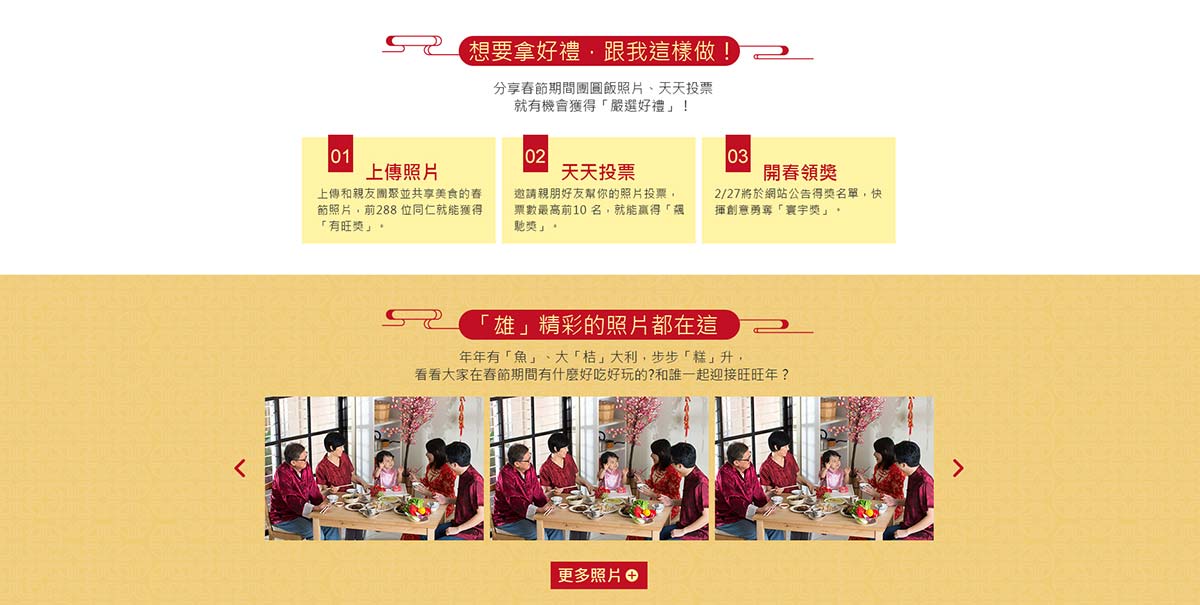 想要拿好禮，跟我這樣做！
分享春節期間團圓飯照片、天天投票
就有機會獲得「嚴選好禮」！
01
上傳照片
上傳和親友團聚並共享美食的春
節照片，前288 位同仁就能獲得
「有旺獎」。
02
天天投票
邀請親朋好友幫你的照片投票，
票數最高前10 名，就能贏得「飆
馳獎」。
03
開春領獎
2/27將於網站公告得獎名單，快
揮創意勇奪「寰宇獎」。
「雄」精彩的照片都在這
年年有「魚」、大「桔」大利，步步「糕」升，
看看大家在春節期間有什麼好吃好玩的?和誰一起迎接旺旺年？
更多照片